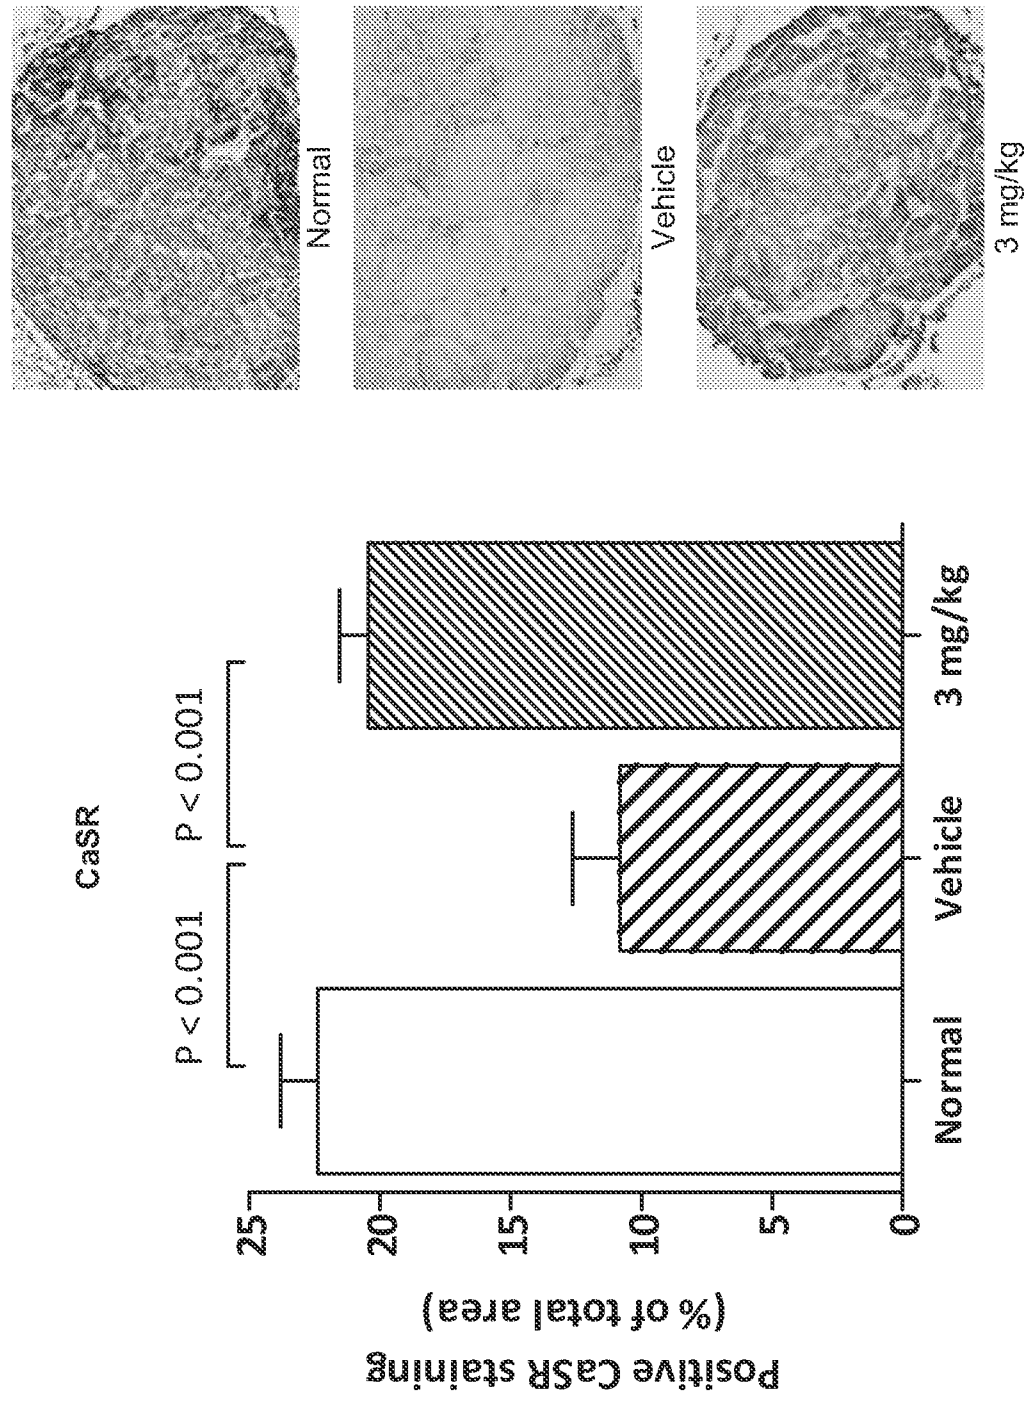 CaSR
P < 0.001
P < 0.001
Positive CaSR staining
(% of total area)
25
20
15
10
5
0
Normal
Vehicle
3 mg/kg
Normal
Vehicle
3 mg/kg